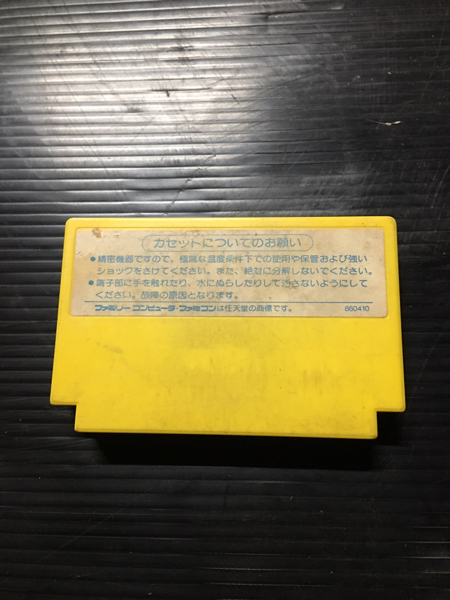 カセットについてのお願い
●精密機器ですので、極端な温度条件下での使用や保管および強い
ショックをさけてください。また、絶対に分解しないでください。
●端子部に手を触れたり、水にぬらしたりして汚さないようにして
ください。故障の原因となります。
ファミリーコンピュータ・ファミコンは任天堂の商標です。 860410